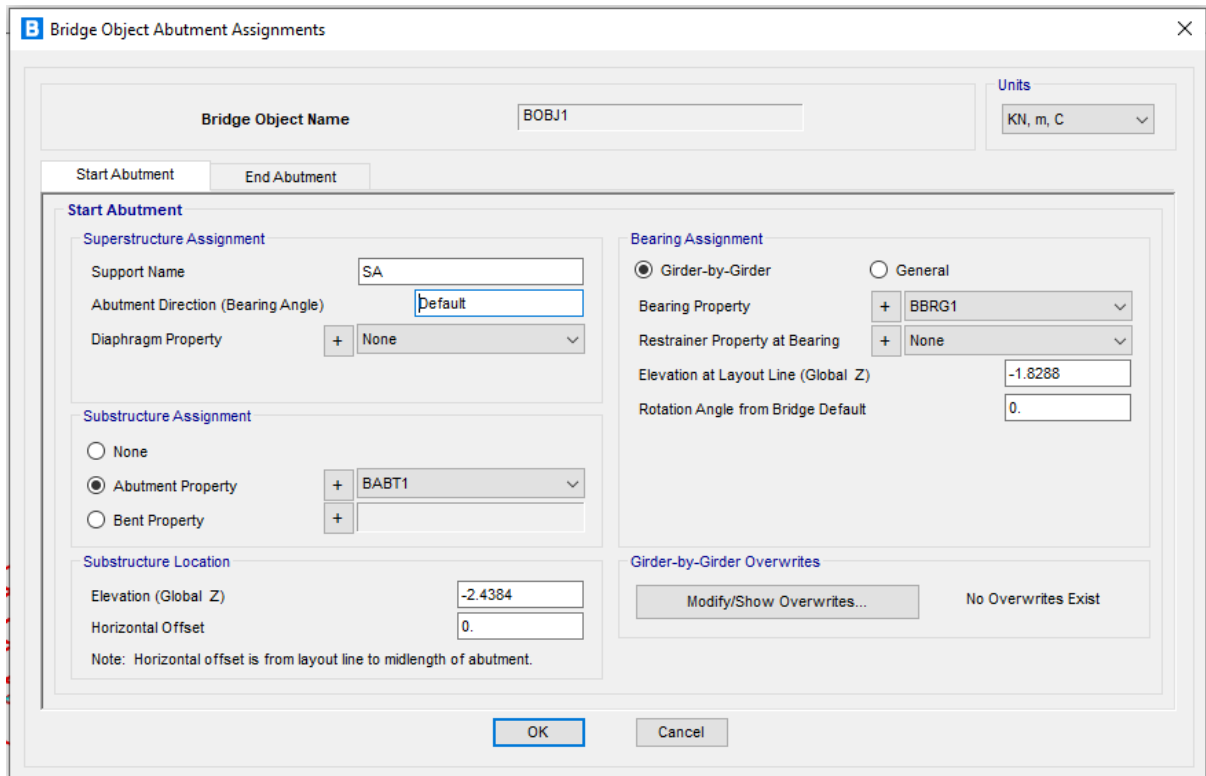 B Bridge Object Abutment Assignments
Units
Bridge Object Name
BOBJ1
KN, m, C
Start Abutment
End Abutment
Start Abutment
Superstructure Assignment
Support Name
SA
Abutment Direction (Bearing Angle)
Default
Diaphragm Property
+
None
Substructure Assignment
None
Abutment Property
+
BABT1
Bent Property
+
Substructure Location
Elevation (Global Z)
-2.4384
Horizontal Offset
0.
Note: Horizontal offset is from layout line to midlength of abutment.
Bearing Assignment
Girder-by-Girder
General
Bearing Property
+
BBRG1
Restrainer Property at Bearing
+
None
Elevation at Layout Line (Global Z)
-1.8288
Rotation Angle from Bridge Default
0.
Girder-by-Girder Overwrites
Modify/Show Overwrites...
No Overwrites Exist
OK
Cancel